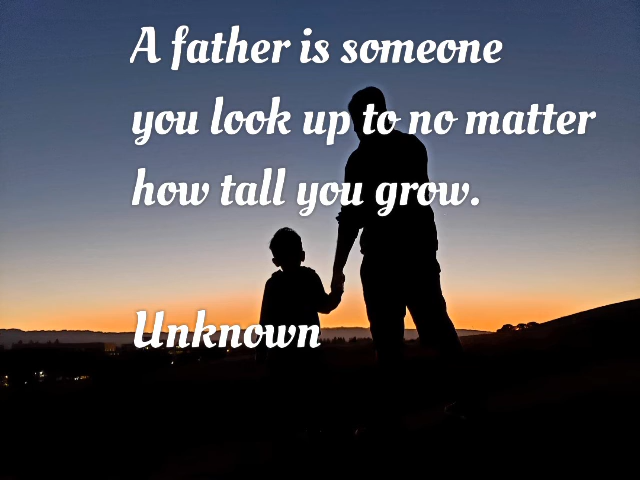 A father is someone
you look up to no matter
how tall you grow.
Unknown